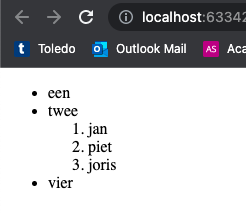 localhost:63342
Toledo Outlook Mail Aca
• een
• twee
1. jan
2. piet
3. joris
• vier